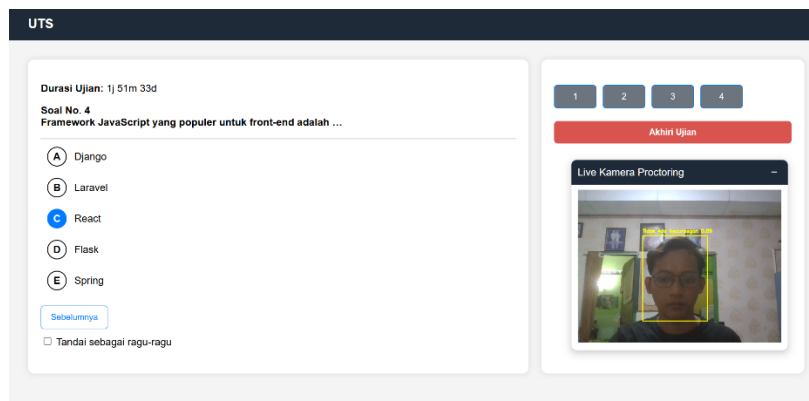 UTS
Durasi Ujian: 1j 51m 33d
Soal No. 4
Framework JavaScript yang populer untuk front-end adalah ...
A Django
B Laravel
C React
D Flask
E Spring
Sebelumnya
Tandai sebagai ragu-ragu
1 2 3 4
Akhiri Ujian
Live Kamera Proctoring –